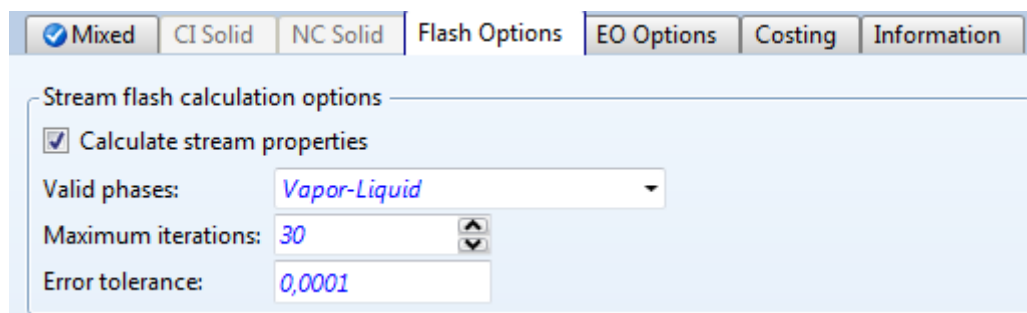 Mixed CI Solid NC Solid Flash Options EO Options Costing Information
Stream flash calculation options
Calculate stream properties
Valid phases: Vapor-Liquid
Maximum iterations: 30
Error tolerance: 0,0001